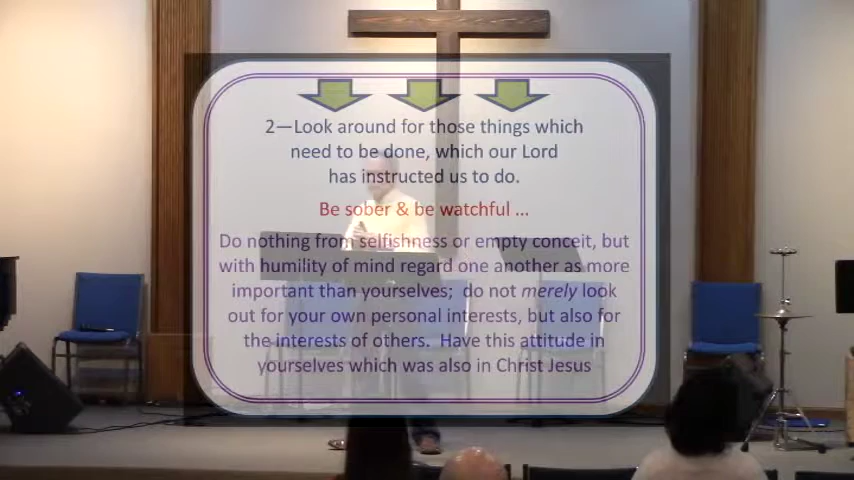 2—Look around for those things which
need to be done, which our Lord
has instructed us to do.
Be sober & be watchful ...
Do nothing from selfishness or empty conceit, but
with humility of mind regard one another as more
important than yourselves;  do not merely look
out for your own personal interests, but also for
the interests of others.  Have this attitude in
yourselves which was also in Christ Jesus